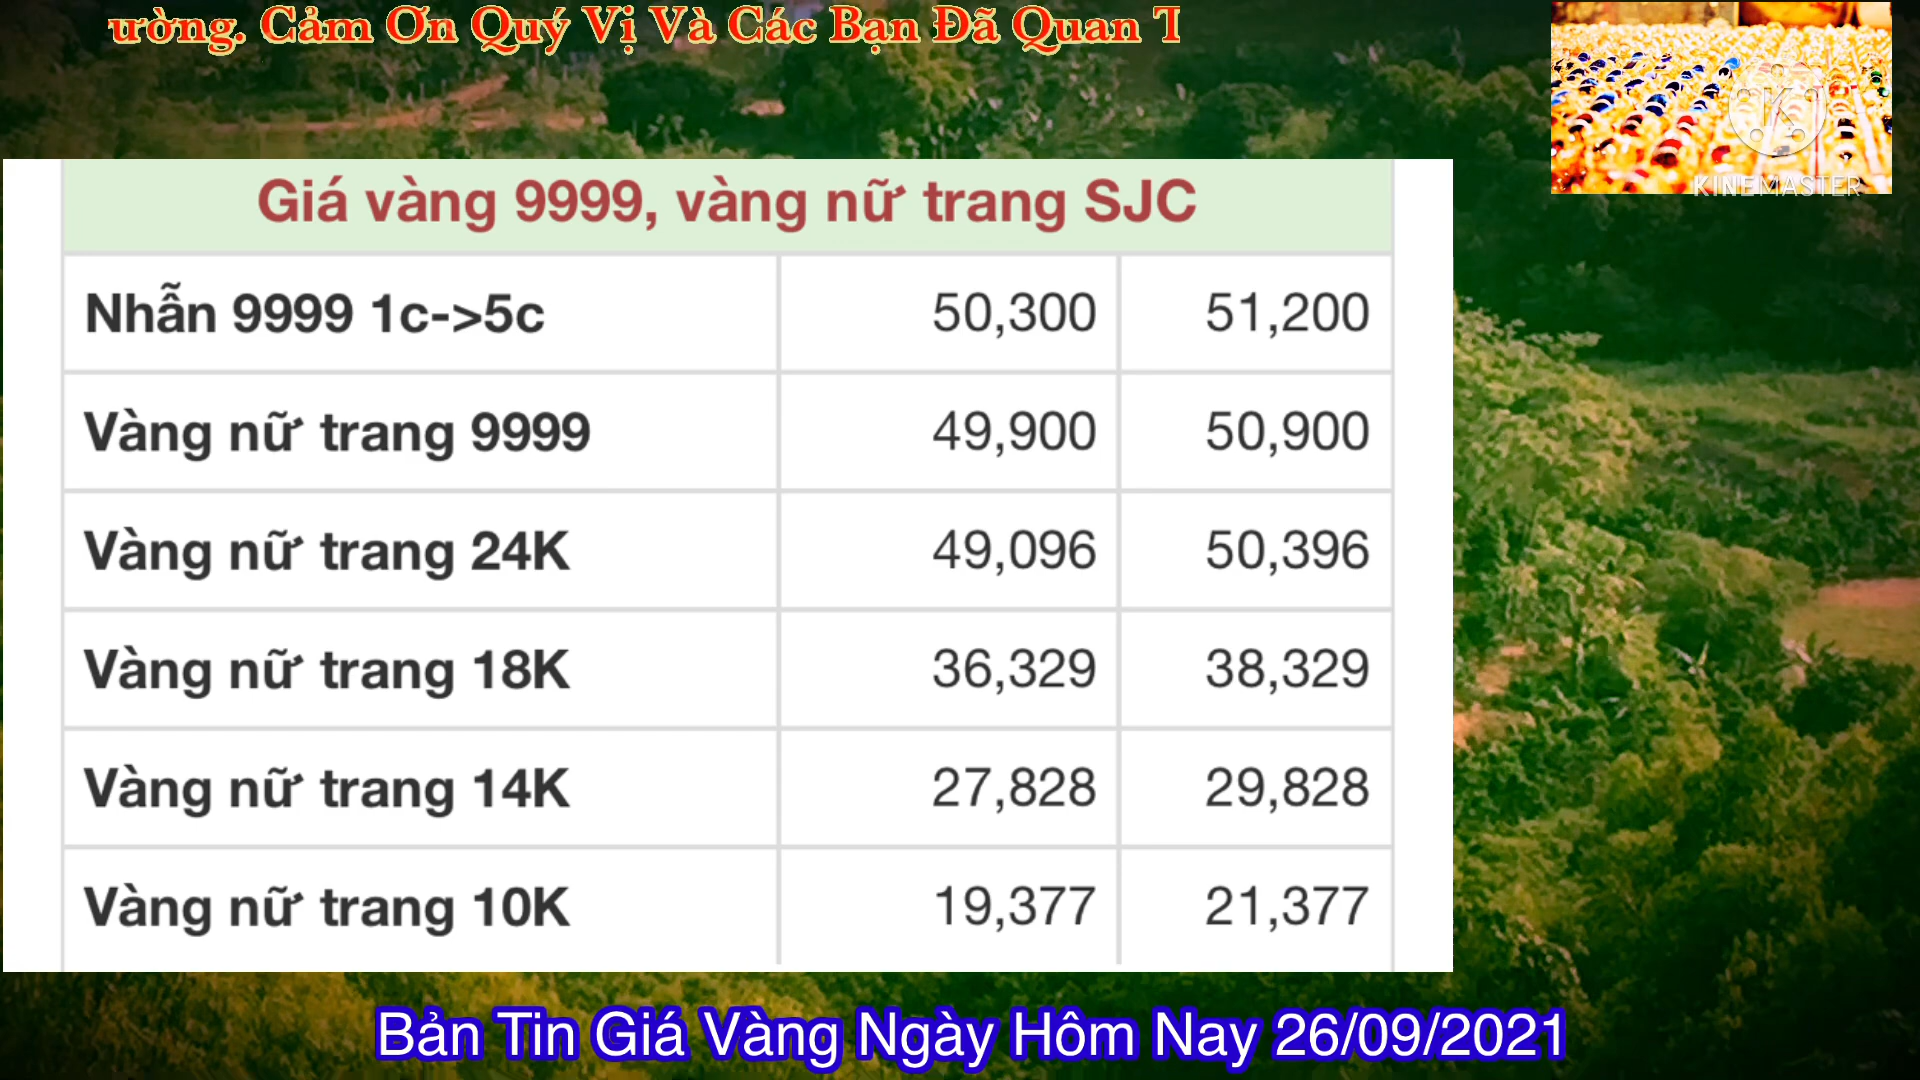 ường. Cảm Ơn Quý Vị Và Các Bạn Đã Quan T
KINEMASTER
Giá vàng 9999, vàng nữ trang SJC
Nhẫn 9999 1c->5c 50,300 51,200
Vàng nữ trang 9999 49,900 50,900
Vàng nữ trang 24K 49,096 50,396
Vàng nữ trang 18K 36,329 38,329
Vàng nữ trang 14K 27,828 29,828
Vàng nữ trang 10K 19,377 21,377
Bản Tin Giá Vàng Ngày Hôm Nay 26/09/2021